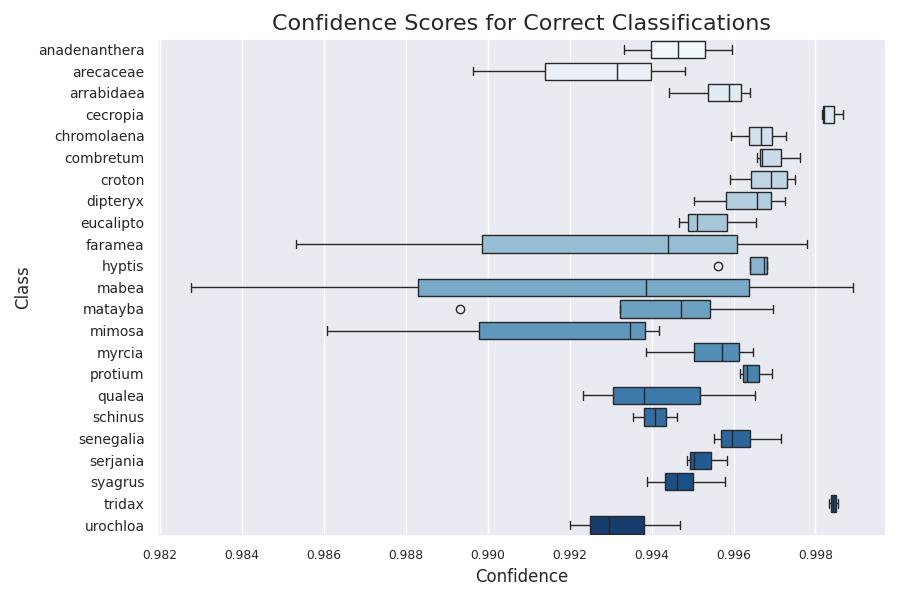 Confidence Scores for Correct Classifications
Class
anadenanthera
arecaceae
arrabidaea
cecropia
chromolaena
combretum
croton
dipteryx
eucalipto
faramea
hyptis
mabea
matayba
mimosa
myrcia
protium
qualea
schinus
senegalia
serjania
syagrus
tridax
urochloa
0.982 0.984 0.986 0.988 0.990 0.992 0.994 0.996 0.998
Confidence